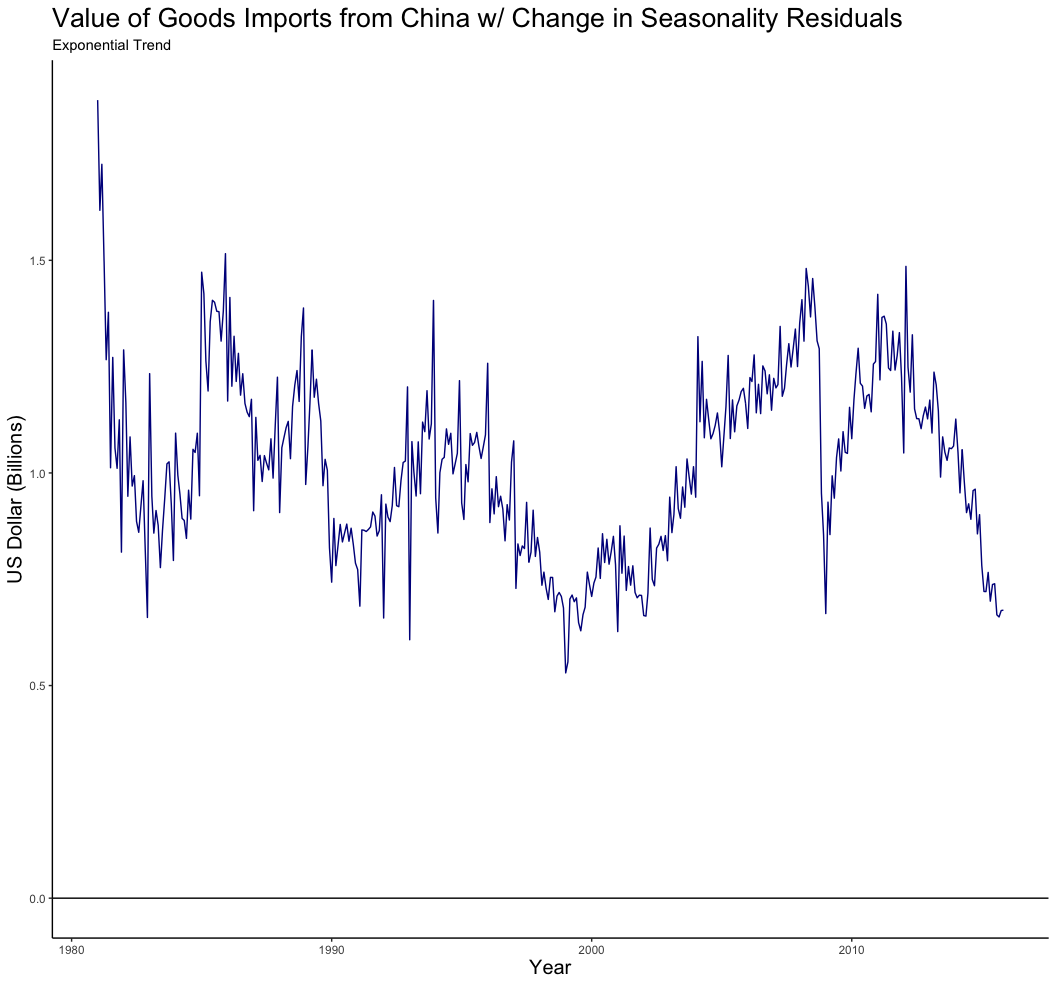 Value of Goods Imports from China w/ Change in Seasonality Residuals
Exponential Trend
US Dollar (Billions)
1.5
1.0
0.5
0.0
1980
1990
2000
2010
Year